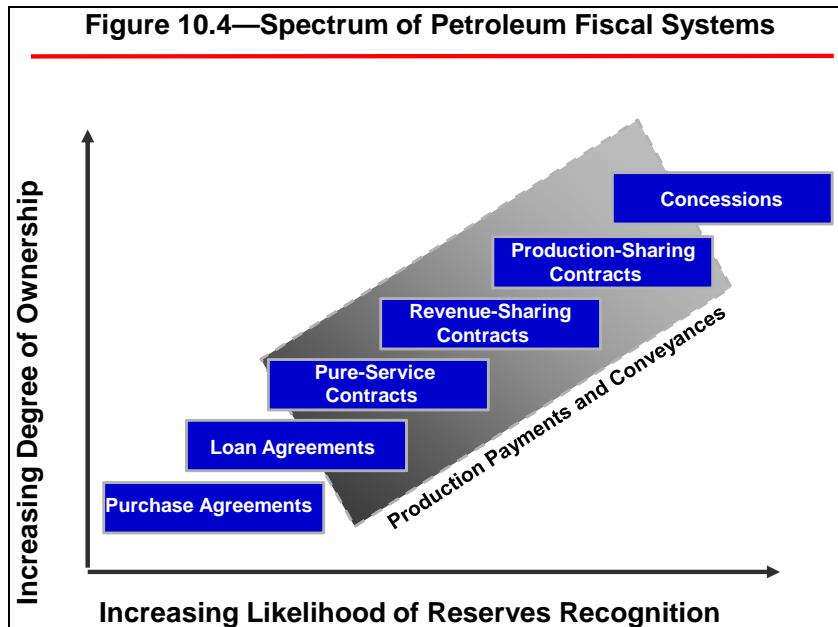 Figure 10.4—Spectrum of Petroleum Fiscal Systems
Increasing Degree of Ownership
Concessions
Production-Sharing
Contracts
Revenue-Sharing
Contracts
Pure-Service
Contracts
Loan Agreements
Purchase Agreements
Production Payments and Conveyances
Increasing Likelihood of Reserves Recognition